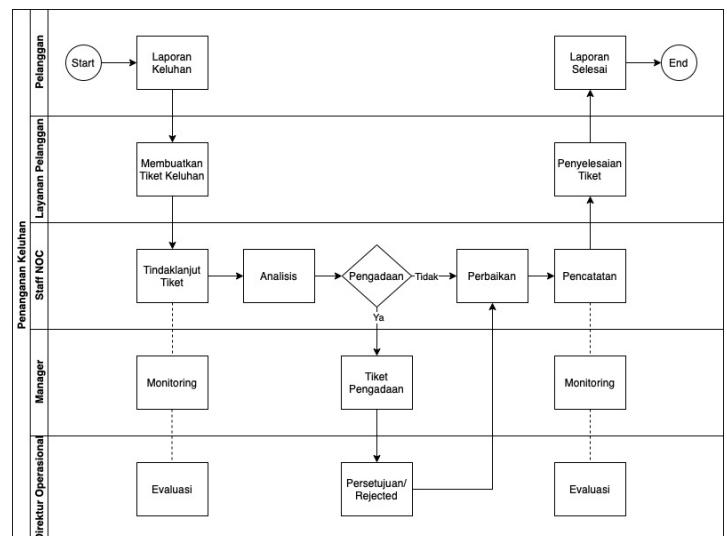 Penanganan Keluhan
Pelanggan
Start
Laporan
Keluhan
Laporan
Selesai
End
Layanan Pelanggan
Membuatkan
Tiket Keluhan
Penyelesaian
Tiket
Staff NOC
Tindaklanjut
Tiket
Analisis
Pengadaan
Tidak
Perbaikan
Pencatatan
Ya
Manager
Monitoring
Tiket
Pengadaan
Monitoring
Direktur Operasional
Evaluasi
Persetujuan/
Rejected
Evaluasi